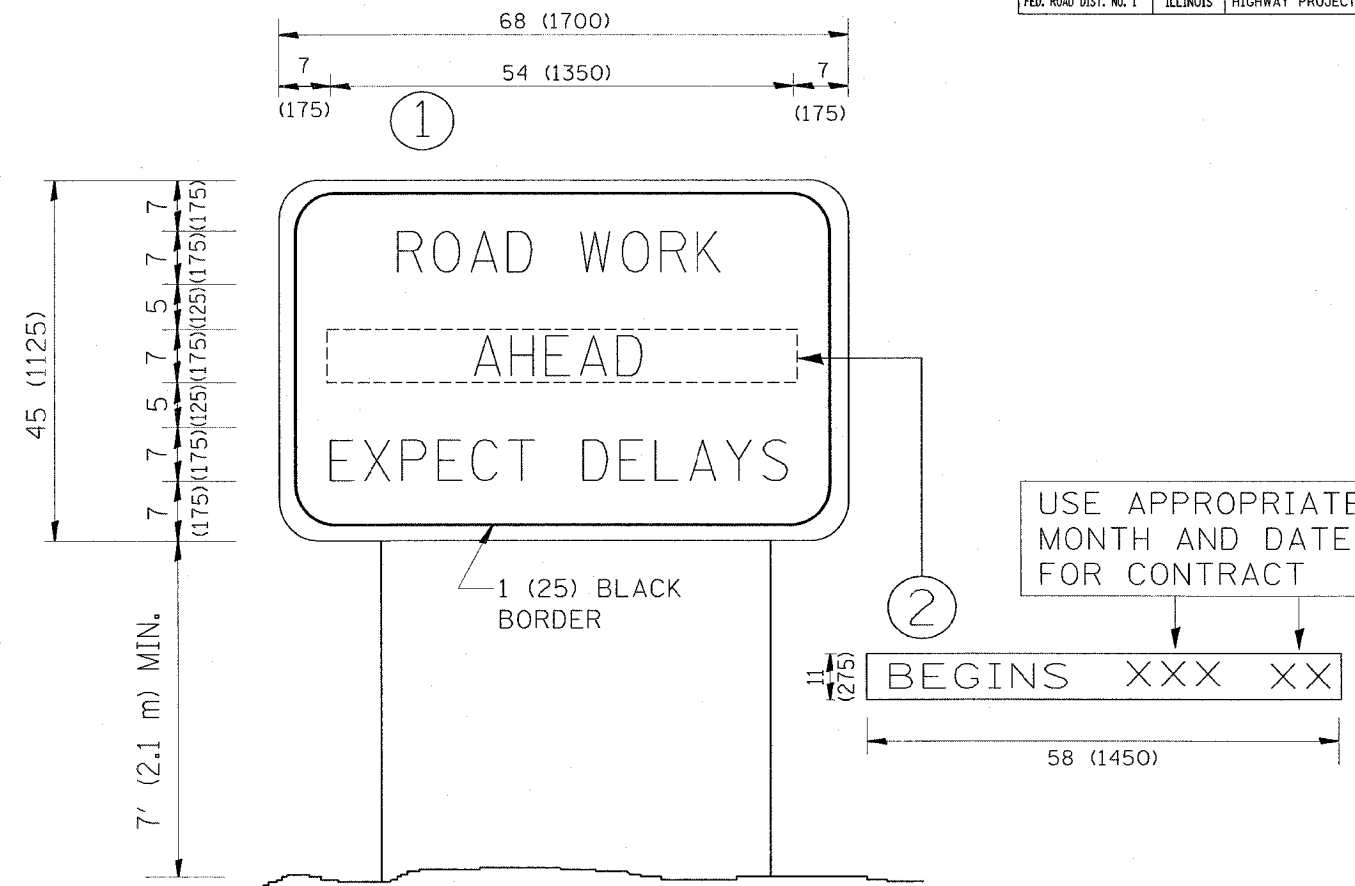 FED. ROAD DIST. NO. 1 ILLINOIS HIGHWAY PROJECT
68 (1700)
7 54 (1350) 7
(175) (175)
1
45 (1125)
7 (175)
7 (175)
5 (125)
7 (175)
5 (125)
7 (175)
7 (175)
ROAD WORK
AHEAD
EXPECT DELAYS
1 (25) BLACK
BORDER
7' (2.1 m) MIN.
USE APPROPRIATE
MONTH AND DATE
FOR CONTRACT
2
11
(275)
BEGINS XXX XX
58 (1450)